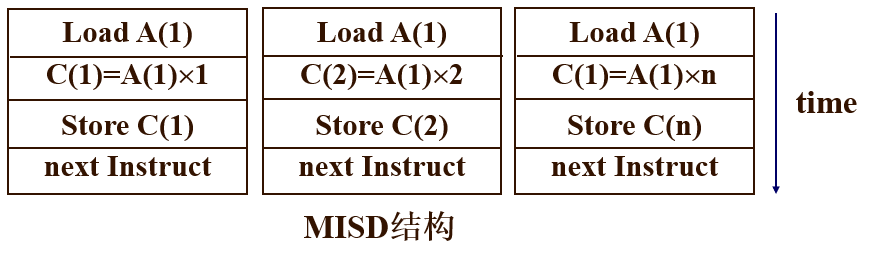 Load A(1)
C(1)=A(1)×1
Store C(1)
next Instruct
Load A(1)
C(2)=A(1)×2
Store C(2)
next Instruct
Load A(1)
C(1)=A(1)×n
Store C(n)
next Instruct
time
MISD结构